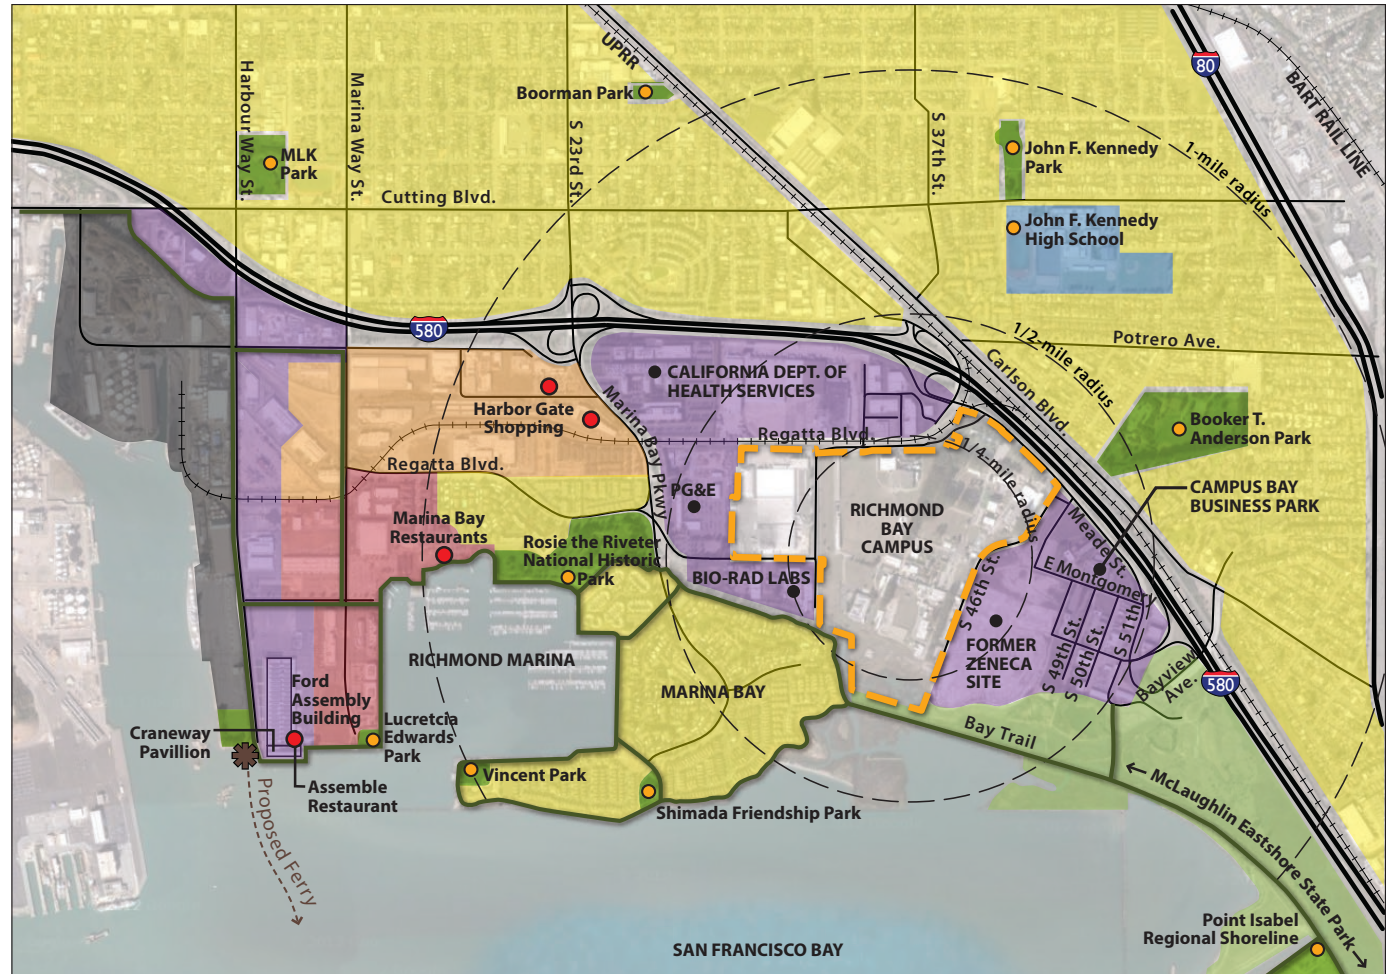 80
UPRR
BART RAIL LINE
Boorman Park
Harbour Way St.
Marina Way St.
S 23rd St.
S 37th St.
MLK
Park
John F. Kennedy
Park
1-mile radius
Cutting Blvd.
John F. Kennedy
High School
580
1/2-mile radius
Potrero Ave.
Carlson Blvd.
CALIFORNIA DEPT. OF
HEALTH SERVICES
Harbor Gate
Shopping
Marina Bay Pkwy
Regatta Blvd.
Booker T.
Anderson Park
1/4-mile radius
Regatta Blvd.
PG&E
CAMPUS BAY
BUSINESS PARK
RICHMOND
BAY
CAMPUS
Marina Bay
Restaurants
Rosie the Riveter
National Historic
Park
Meade St.
E Montgomery
BIO-RAD LABS
S 46th St.
S 49th St.
S 50th St.
S 51th
FORMER
ZENECA
SITE
RICHMOND MARINA
MARINA BAY
Bayview
Ave.
580
Ford
Assembly
Building
Lucretcia
Edwards
Park
Craneway
Pavillion
Bay Trail
Vincent Park
Assemble
Restaurant
Shimada Friendship Park
Proposed Ferry
McLaughlin Eastshore State Park
Point Isabel
Regional Shoreline
SAN FRANCISCO BAY